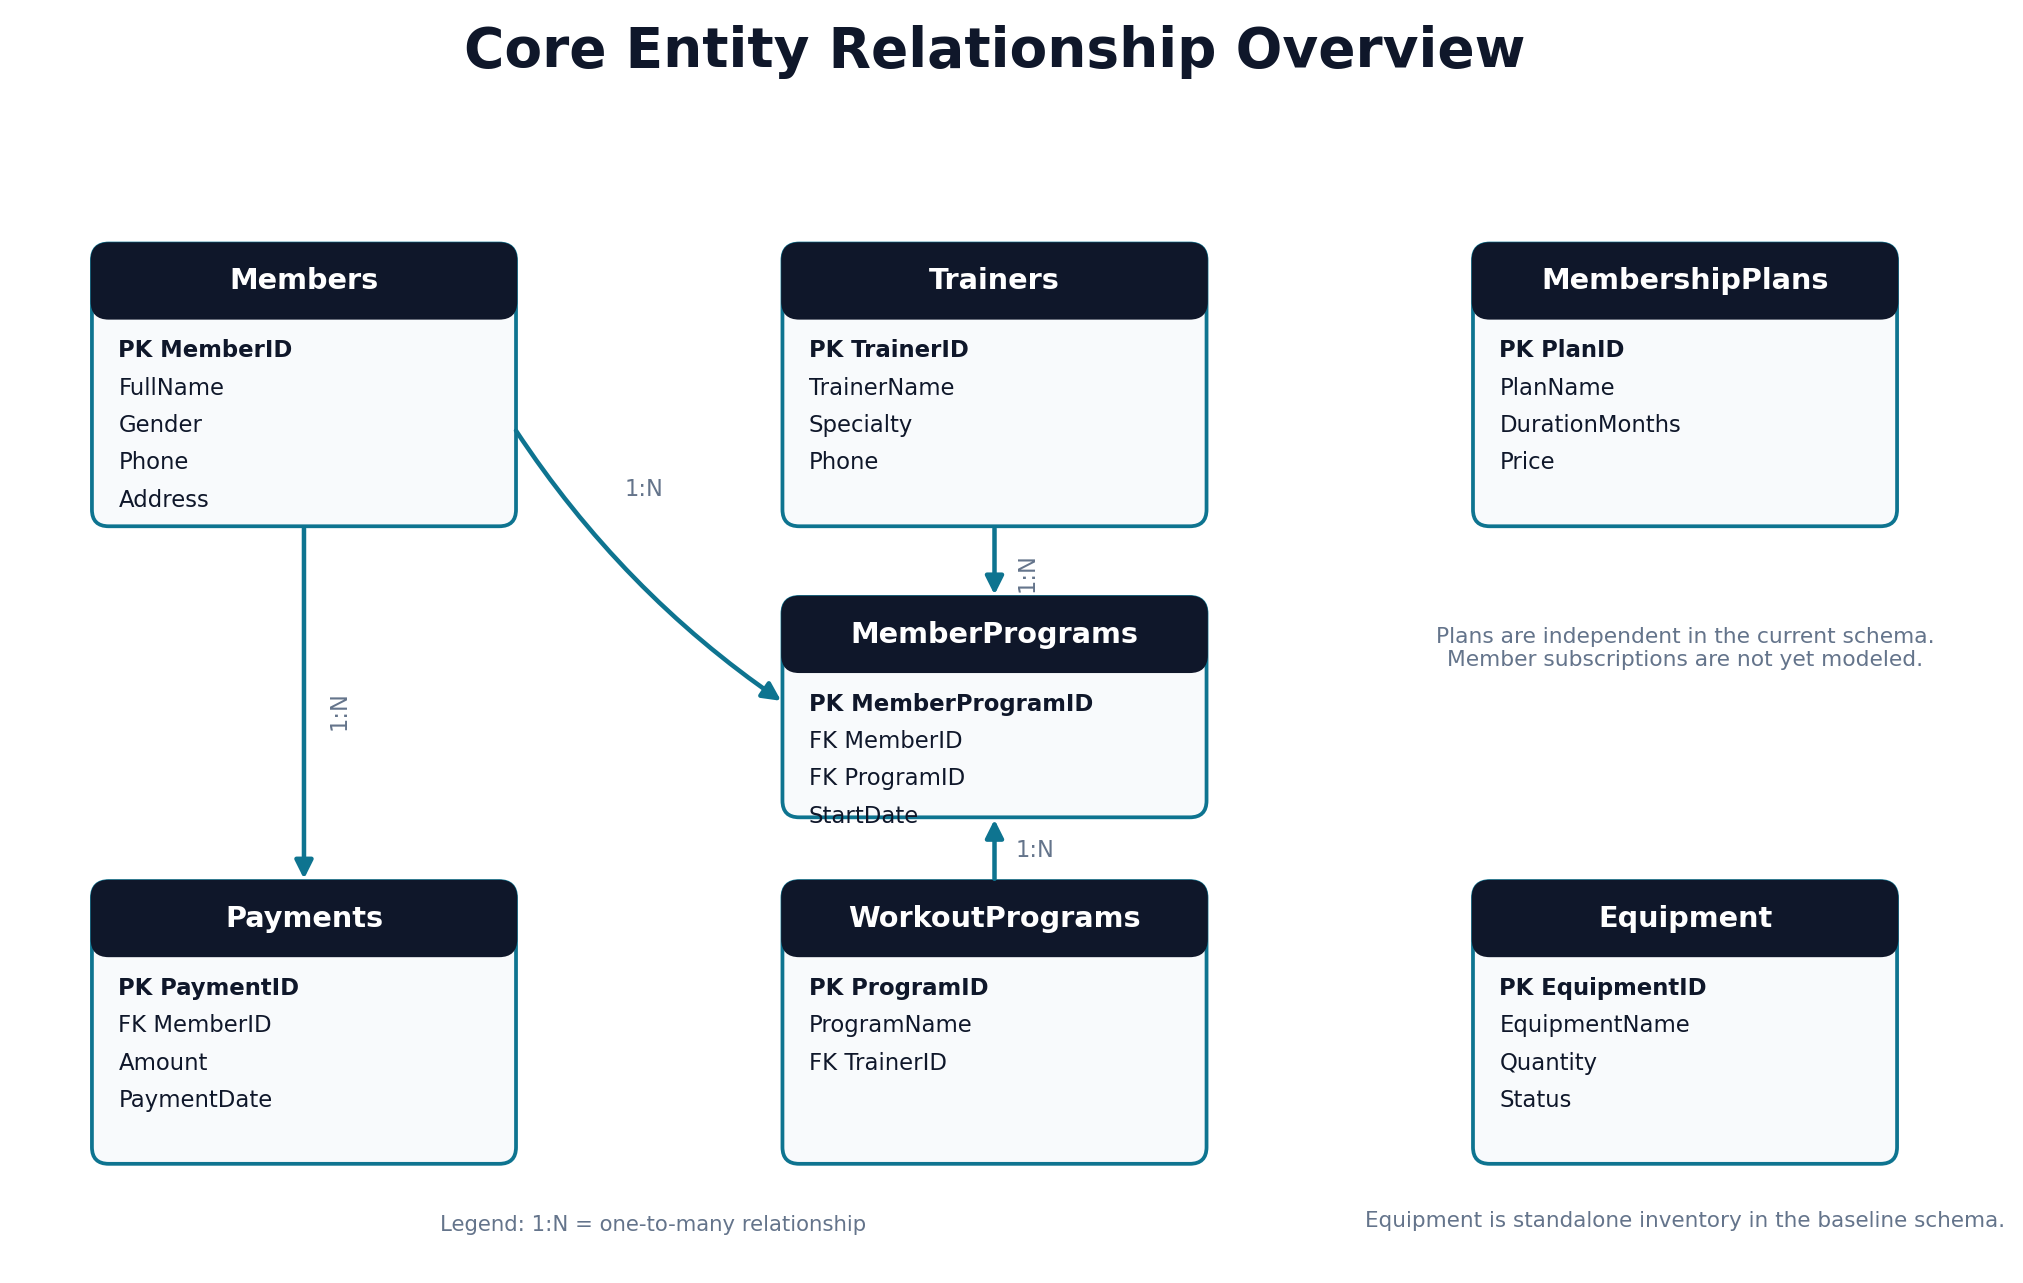 Core Entity Relationship Overview
Members
PK MemberID
FullName
Gender
Phone
Address
Trainers
PK TrainerID
TrainerName
Specialty
Phone
MembershipPlans
PK PlanID
PlanName
DurationMonths
Price
1:N
1:N
MemberPrograms
PK MemberProgramID
FK MemberID
FK ProgramID
StartDate
Plans are independent in the current schema.
Member subscriptions are not yet modeled.
1:N
1:N
Payments
PK PaymentID
FK MemberID
Amount
PaymentDate
WorkoutPrograms
PK ProgramID
ProgramName
FK TrainerID
Equipment
PK EquipmentID
EquipmentName
Quantity
Status
Legend: 1:N = one-to-many relationship
Equipment is standalone inventory in the baseline schema.